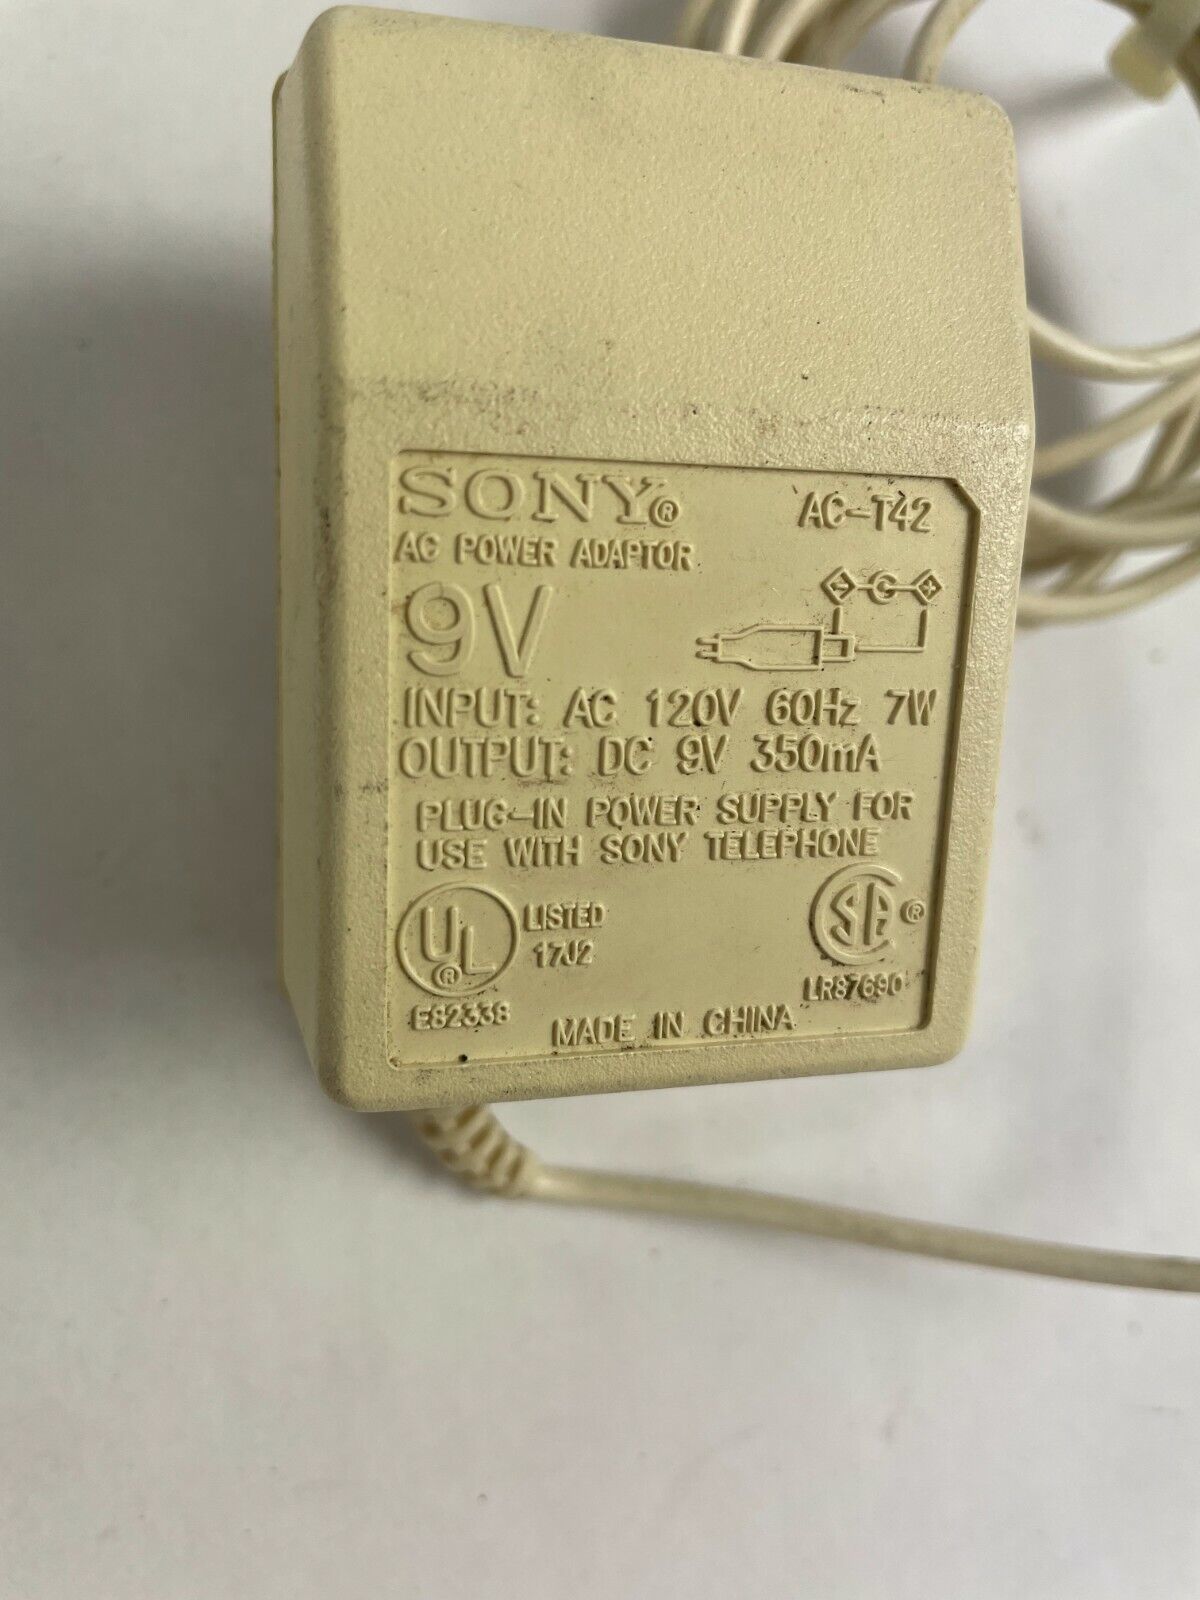 SONY®
AC-T42
AC POWER ADAPTOR
9V
INPUT: AC 120V 60Hz 7W
OUTPUT: DC 9V 350mA
PLUG-IN POWER SUPPLY FOR
USE WITH SONY TELEPHONE
UL®
LISTED
17J2
E82338
SA®
LR87690
MADE IN CHINA